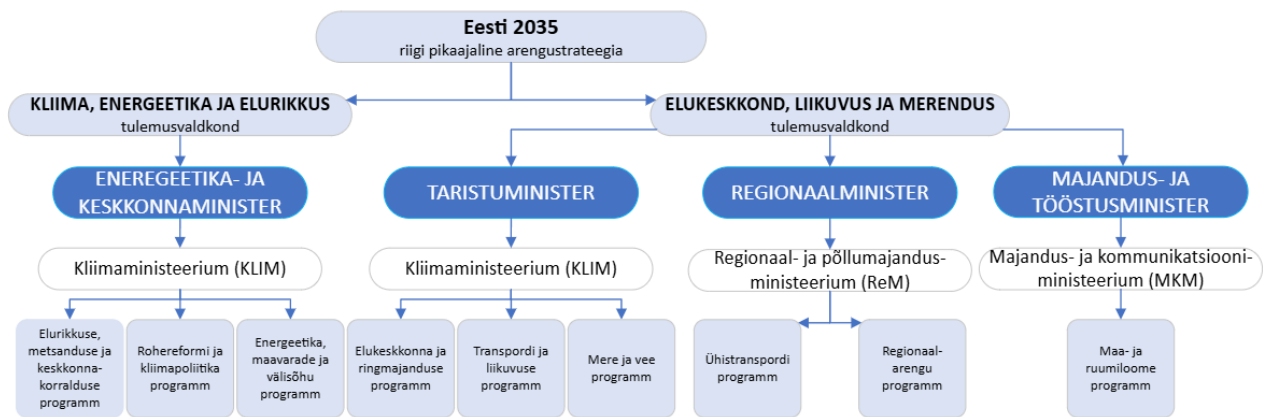 Eesti 2035
riigi pikaajaline arengustrateegia
KLIIMA, ENERGEETIKA JA ELURIKKUS
tulemusvaldkond
ELUKESKKOND, LIIKUVUS JA MERENDUS
tulemusvaldkond
ENEREGEETIKA- JA
KESKKONNAMINISTER
TARISTUMINISTER
REGIONAALMINISTER
MAJANDUS- JA
TÖÖSTUSMINISTER
Kliimaministeerium (KLIM)
Kliimaministeerium (KLIM)
Regionaal- ja põllumajandus-
ministeerium (ReM)
Majandus- ja kommunikatsiooni-
ministeerium (MKM)
Elurikkuse,
metsanduse ja
keskkonna-
korralduse
programm
Rohereformi ja
kliimapoliitika
programm
Energeetika,
maavarade ja
välisõhu
programm
Elukeskkonna ja
ringmajanduse
programm
Transpordi ja
liikuvuse
programm
Mere ja vee
programm
Ühistranspordi
programm
Regionaal-
arengu
programm
Maa- ja
ruumiloome
programm